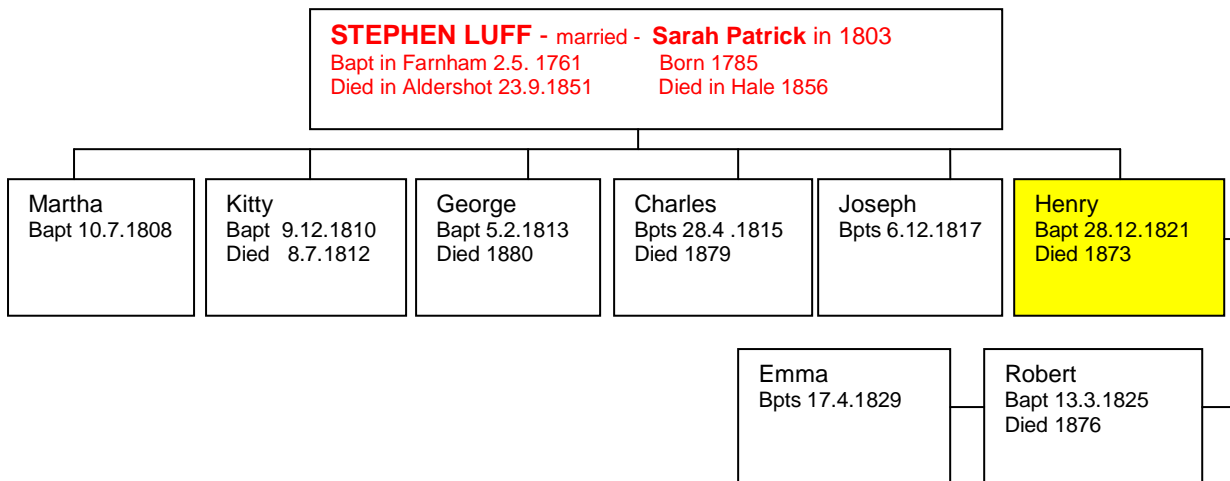 STEPHEN LUFF - married - Sarah Patrick in 1803
Bapt in Farnham 2.5. 1761 Born 1785
Died in Aldershot 23.9.1851 Died in Hale 1856
Martha
Bapt 10.7.1808
Kitty
Bapt 9.12.1810
Died 8.7.1812
George
Bapt 5.2.1813
Died 1880
Charles
Bpts 28.4 .1815
Died 1879
Joseph
Bpts 6.12.1817
Henry
Bapt 28.12.1821
Died 1873
Emma
Bpts 17.4.1829
Robert
Bapt 13.3.1825
Died 1876